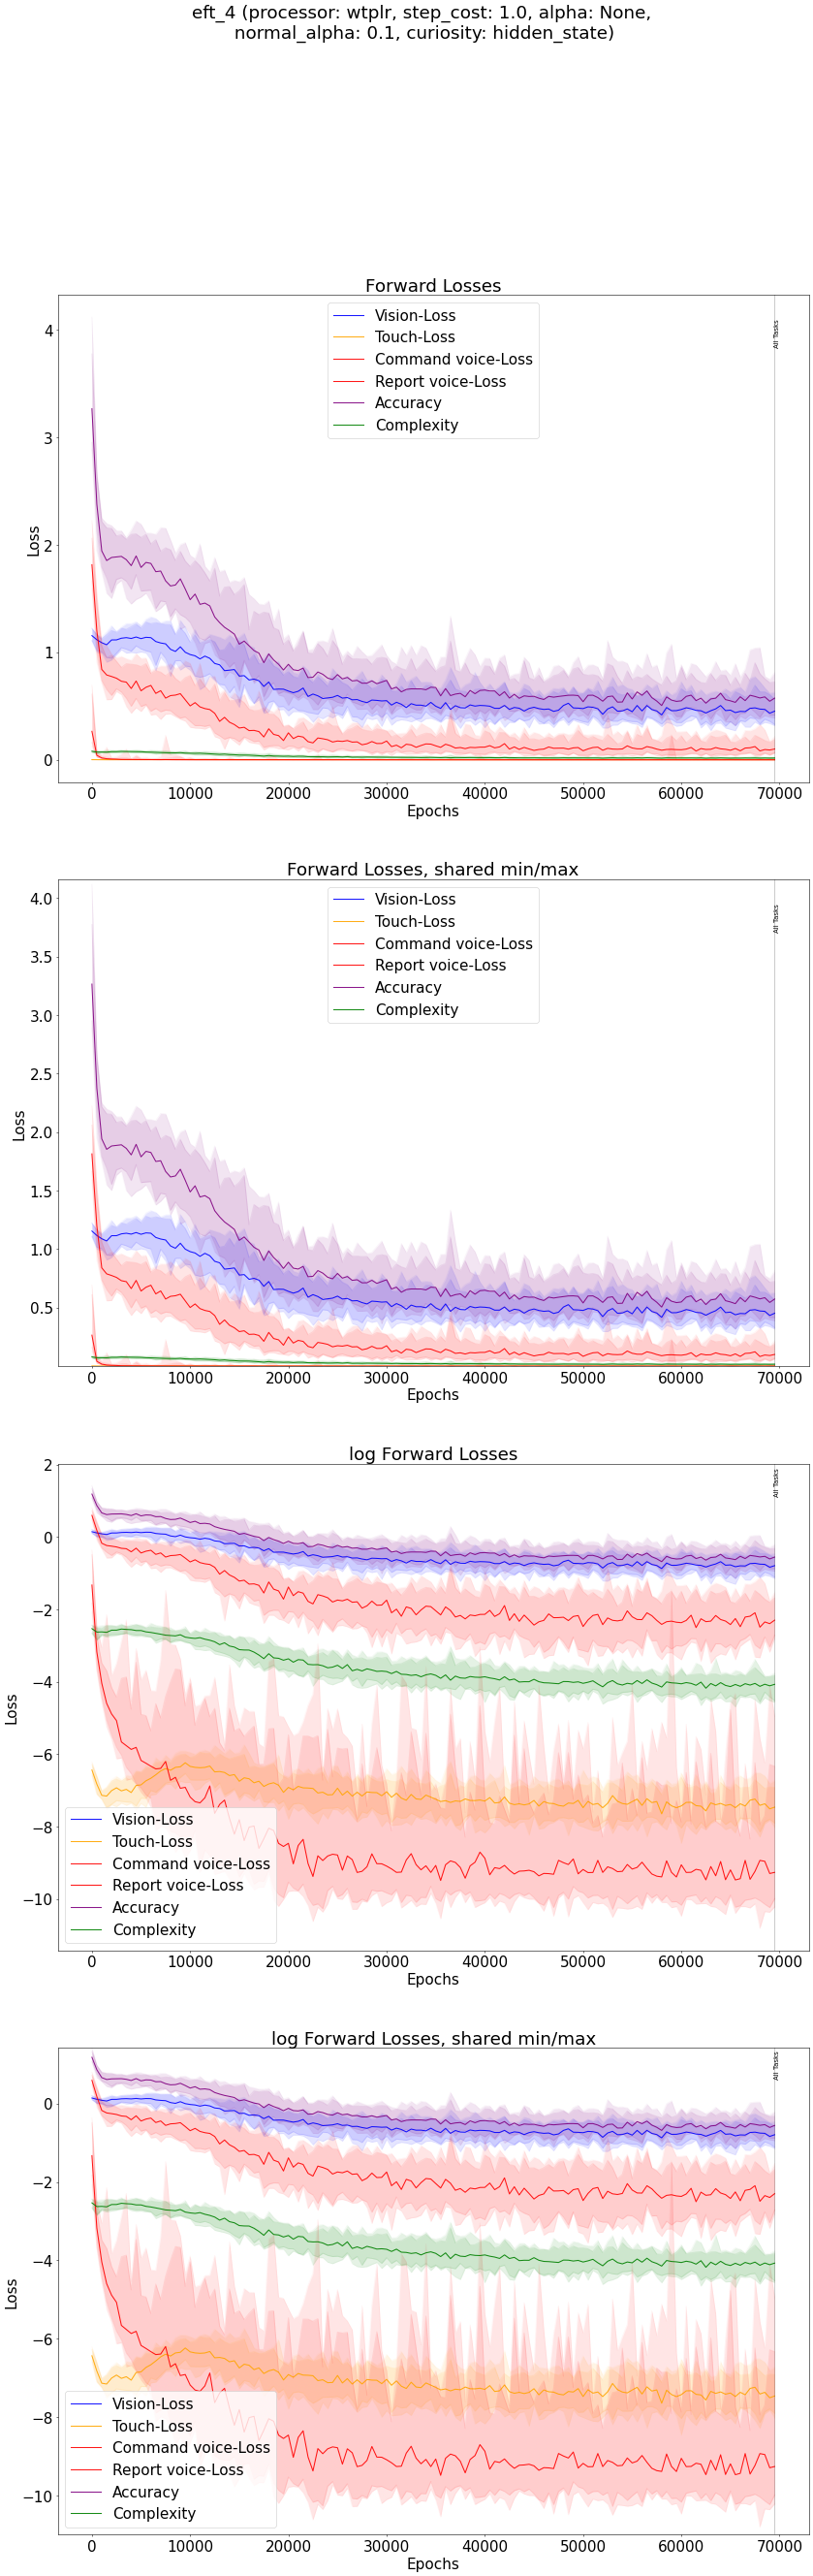 eft_4 (processor: wtplr, step_cost: 1.0, alpha: None,
normal_alpha: 0.1, curiosity: hidden_state)
Forward Losses
All Tasks
Vision-Loss
Touch-Loss
Command voice-Loss
Report voice-Loss
Accuracy
Complexity
4
3
2
1
0
Loss
0 10000 20000 30000 40000 50000 60000 70000
Epochs
Forward Losses, shared min/max
All Tasks
Vision-Loss
Touch-Loss
Command voice-Loss
Report voice-Loss
Accuracy
Complexity
4.0
3.5
3.0
2.5
2.0
1.5
1.0
0.5
Loss
0 10000 20000 30000 40000 50000 60000 70000
Epochs
log Forward Losses
All Tasks
2
0
−2
−4
−6
−8
−10
Loss
Vision-Loss
Touch-Loss
Command voice-Loss
Report voice-Loss
Accuracy
Complexity
0 10000 20000 30000 40000 50000 60000 70000
Epochs
log Forward Losses, shared min/max
All Tasks
0
−2
−4
−6
−8
−10
Loss
Vision-Loss
Touch-Loss
Command voice-Loss
Report voice-Loss
Accuracy
Complexity
0 10000 20000 30000 40000 50000 60000 70000
Epochs